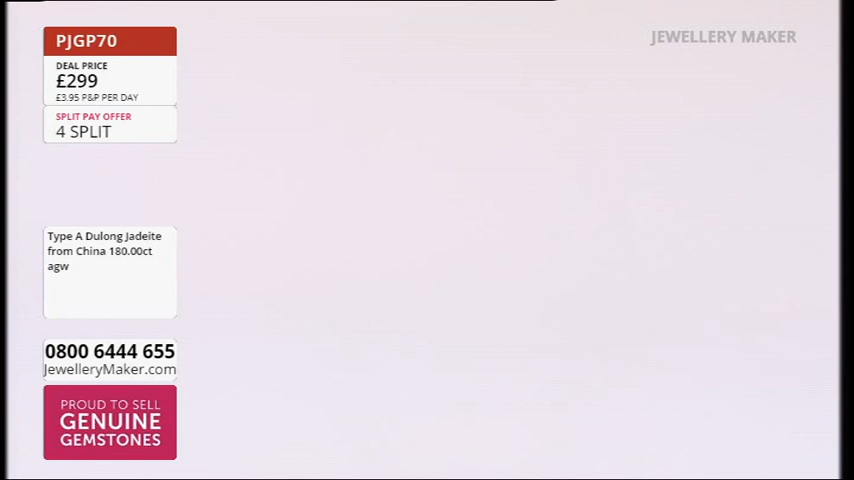 PJGP70
DEAL PRICE
£299
£3.95 P&P PER DAY
SPLIT PAY OFFER
4 SPLIT
Type A Dulong Jadeite
from China 180.00ct
agw
0800 6444 655
JewelleryMaker.com
PROUD TO SELL
GENUINE
GEMSTONES
JEWELLERY MAKER